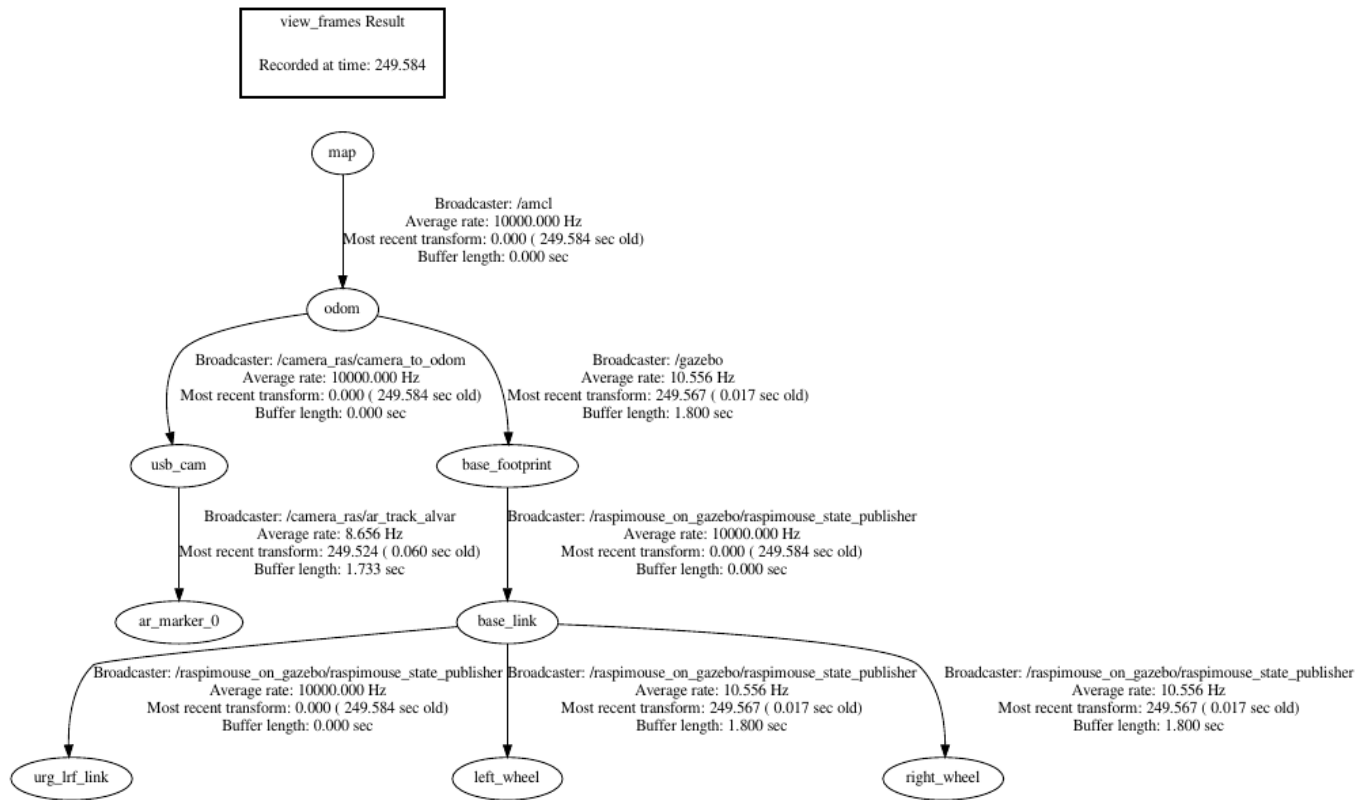 view_frames Result
Recorded at time: 249.584
map
Broadcaster: /amcl
Average rate: 10000.000 Hz
Most recent transform: 0.000 ( 249.584 sec old)
Buffer length: 0.000 sec
odom
Broadcaster: /camera_ras/camera_to_odom
Average rate: 10000.000 Hz
Most recent transform: 0.000 ( 249.584 sec old)
Buffer length: 0.000 sec
Broadcaster: /gazebo
Average rate: 10.556 Hz
Most recent transform: 249.567 ( 0.017 sec old)
Buffer length: 1.800 sec
usb_cam
base_footprint
Broadcaster: /camera_ras/ar_track_alvar
Average rate: 8.656 Hz
Most recent transform: 249.524 ( 0.060 sec old)
Buffer length: 1.733 sec
Broadcaster: /raspimouse_on_gazebo/raspimouse_state_publisher
Average rate: 10000.000 Hz
Most recent transform: 0.000 ( 249.584 sec old)
Buffer length: 0.000 sec
ar_marker_0
base_link
Broadcaster: /raspimouse_on_gazebo/raspimouse_state_publisher
Average rate: 10000.000 Hz
Most recent transform: 0.000 ( 249.584 sec old)
Buffer length: 0.000 sec
Broadcaster: /raspimouse_on_gazebo/raspimouse_state_publisher
Average rate: 10.556 Hz
Most recent transform: 249.567 ( 0.017 sec old)
Buffer length: 1.800 sec
Broadcaster: /raspimouse_on_gazebo/raspimouse_state_publisher
Average rate: 10.556 Hz
Most recent transform: 249.567 ( 0.017 sec old)
Buffer length: 1.800 sec
urg_lrf_link
left_wheel
right_wheel